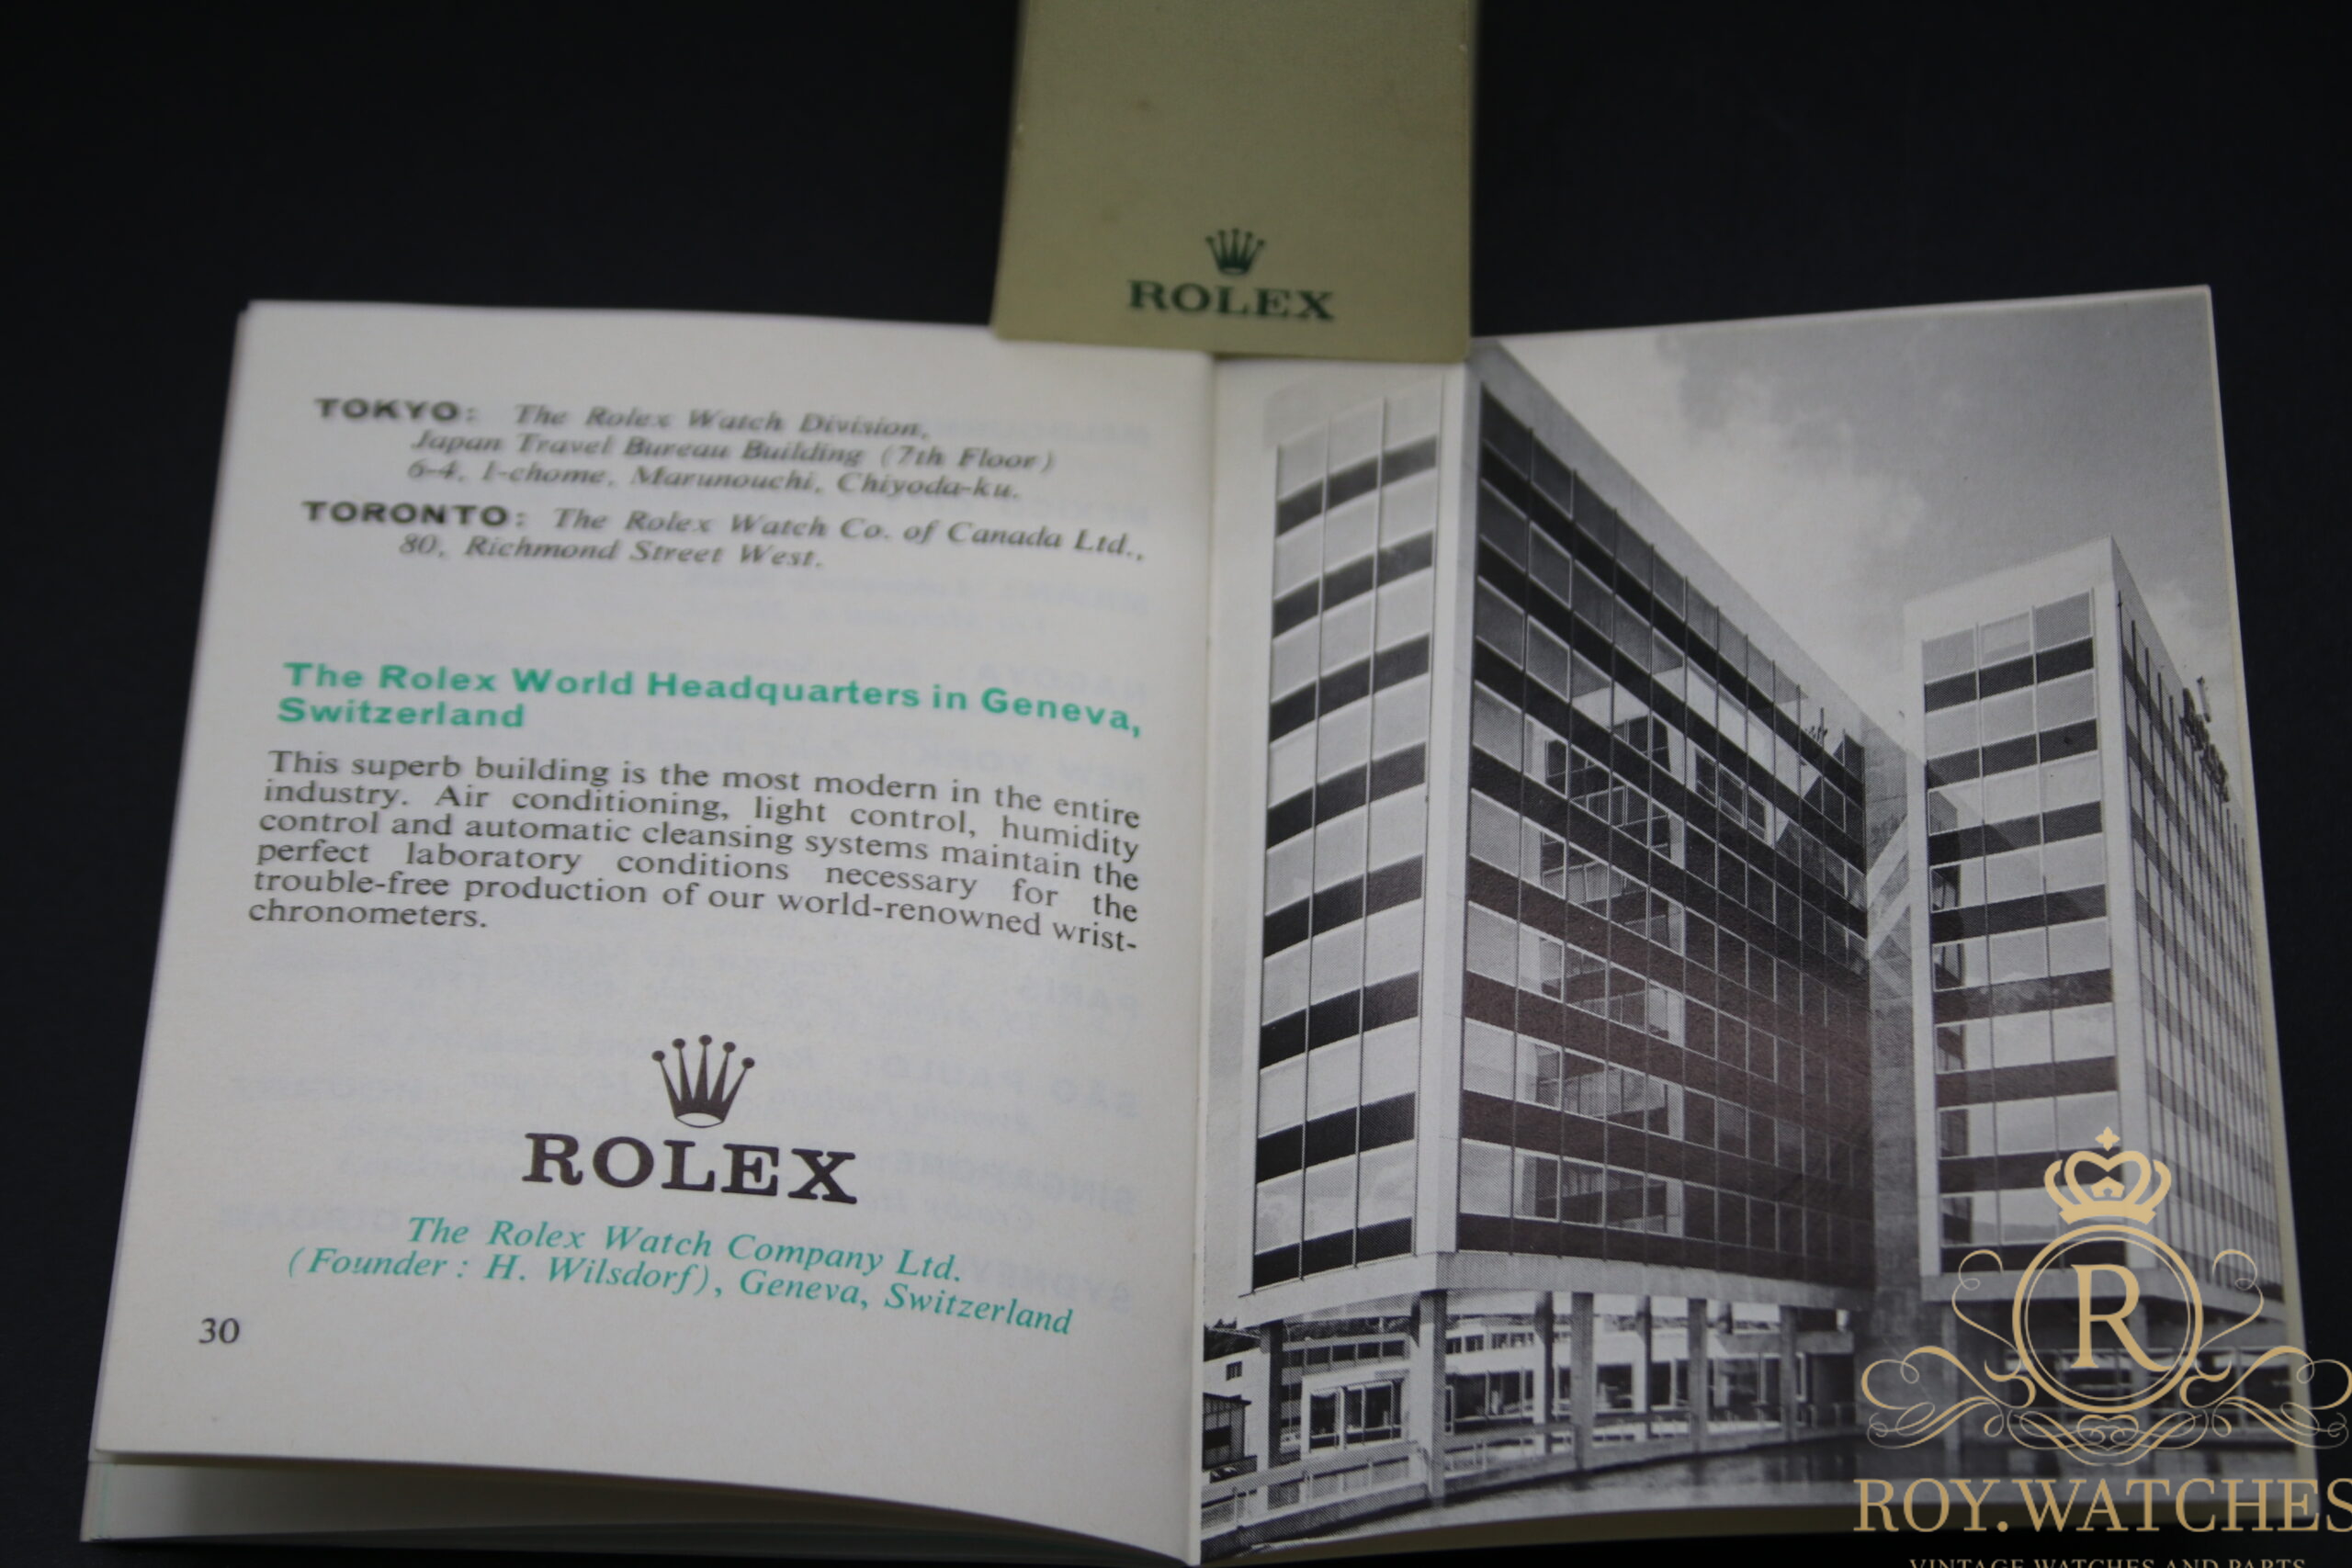 ROLEX
TOKYO: The Rolex Watch Division,
Japan Travel Bureau Building (7th Floor)
6-4, 1-chome, Marunouchi, Chiyoda-ku.
TORONTO: The Rolex Watch Co. of Canada Ltd.,
80, Richmond Street West.
The Rolex World Headquarters in Geneva,
Switzerland
This superb building is the most modern in the entire
industry. Air conditioning, light control, humidity
control and automatic cleansing systems maintain the
perfect laboratory conditions necessary for the
trouble-free production of our world-renowned wrist-
chronometers.
ROLEX
The Rolex Watch Company Ltd.
(Founder : H. Wilsdorf), Geneva, Switzerland
30
R
ROY.WATCHES
VINTAGE WATCHES AND PARTS